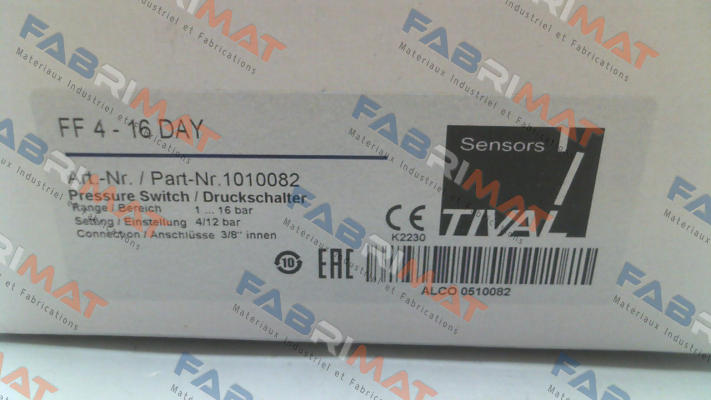 FF 4 - 16 DAY
Art.-Nr. / Part-Nr.1010082
Pressure Switch / Druckschalter
Range / Bereich 1 ... 16 bar
Setting / Einstellung 4/12 bar
Connection / Anschlüsse 3/8" innen
Sensors
TIVAL
CE
K2230
10
EAC
ALCO 0510082
FABRIMAT
Materiaux Industriel et Fabrications